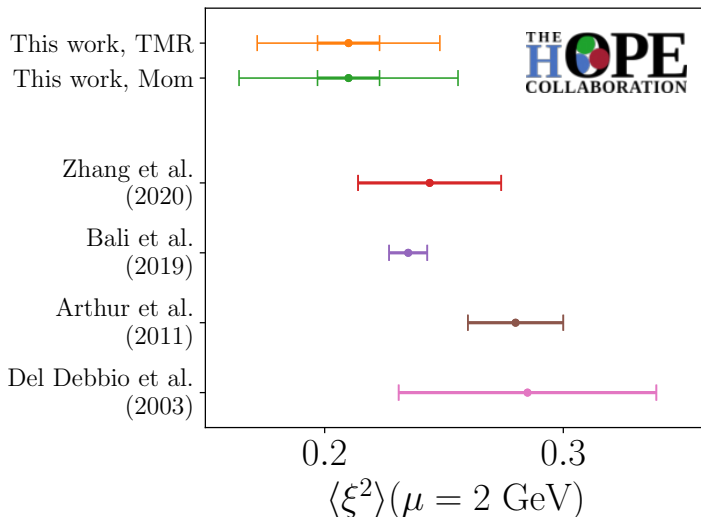 This work, TMR
This work, Mom
THE
HOPE
COLLABORATION
Zhang et al.
(2020)
Bali et al.
(2019)
Arthur et al.
(2011)
Del Debbio et al.
(2003)
0.2
0.3
⟨ξ²⟩(μ = 2 GeV)